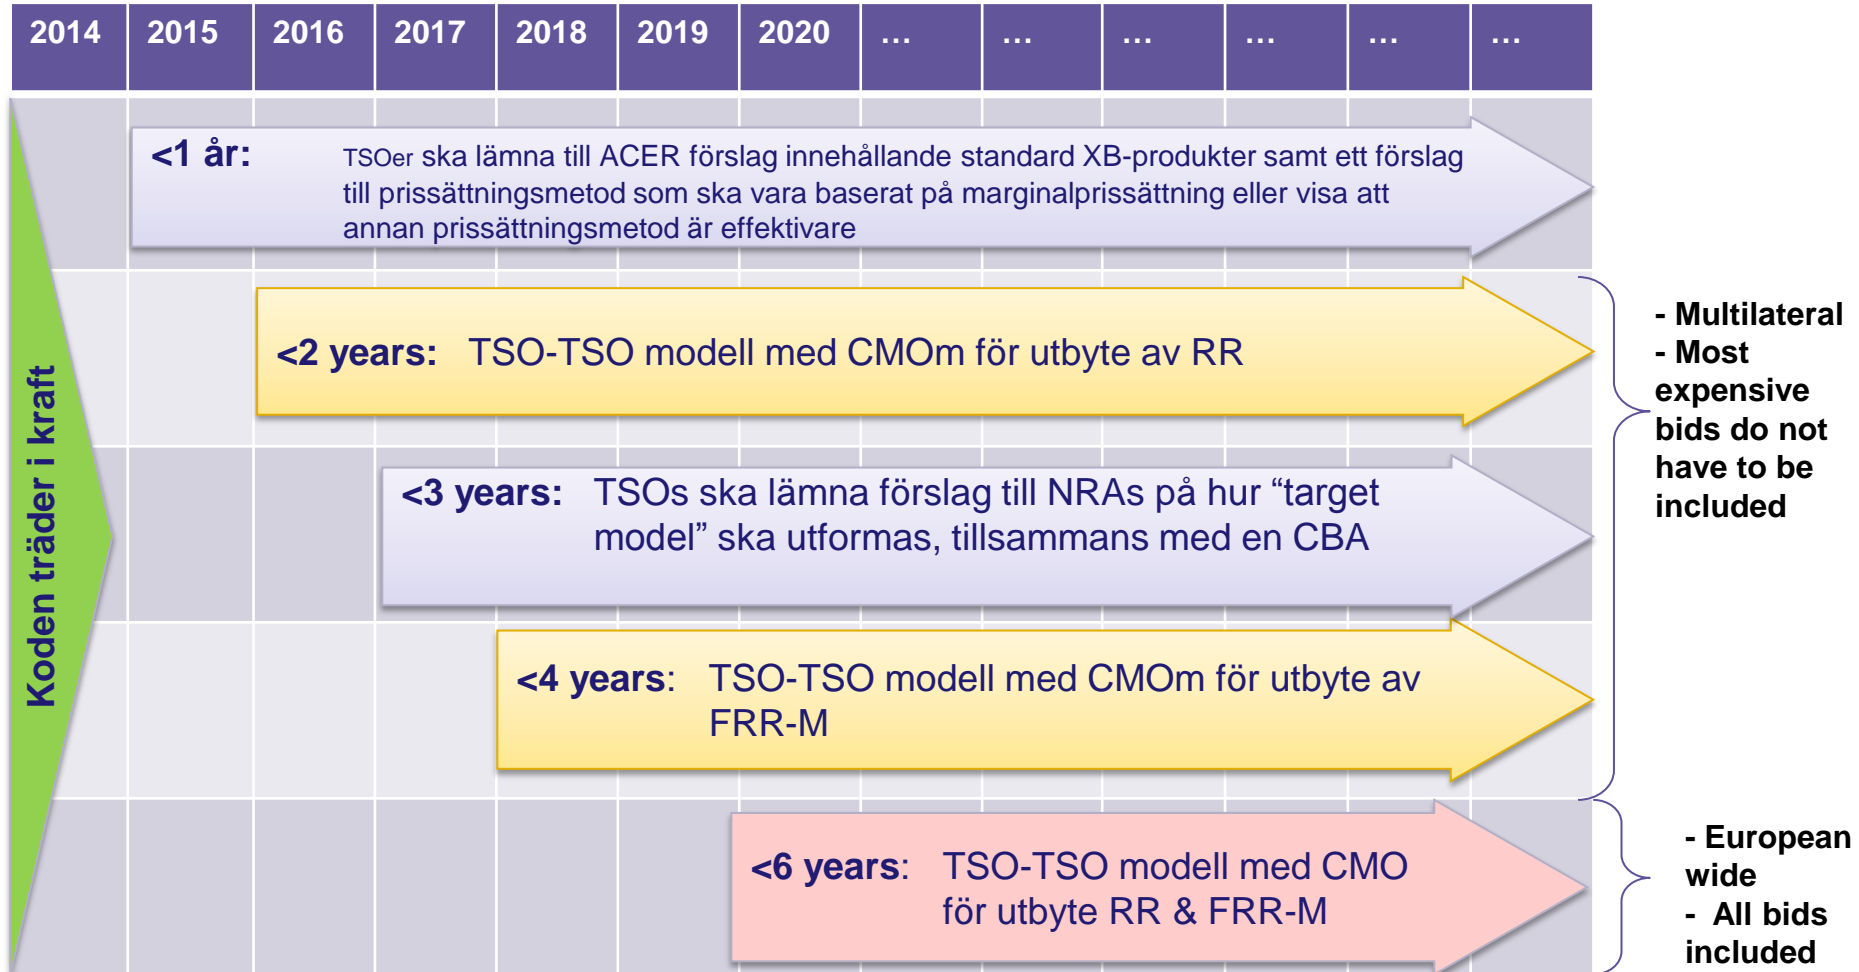 2014 2015 2016 2017 2018 2019 2020 ... ... ... ... ... ...
Koden träder i kraft
<1 år: TSOer ska lämna till ACER förslag innehållande standard XB-produkter samt ett förslag
till prissättningsmetod som ska vara baserat på marginalprissättning eller visa att
annan prissättningsmetod är effektivare
<2 years: TSO-TSO modell med CMOm för utbyte av RR
<3 years: TSOs ska lämna förslag till NRAs på hur “target
model” ska utformas, tillsammans med en CBA
<4 years: TSO-TSO modell med CMOm för utbyte av
FRR-M
- Multilateral
- Most
expensive
bids do not
have to be
included
<6 years: TSO-TSO modell med CMO
för utbyte RR & FRR-M
- European
wide
- All bids
included